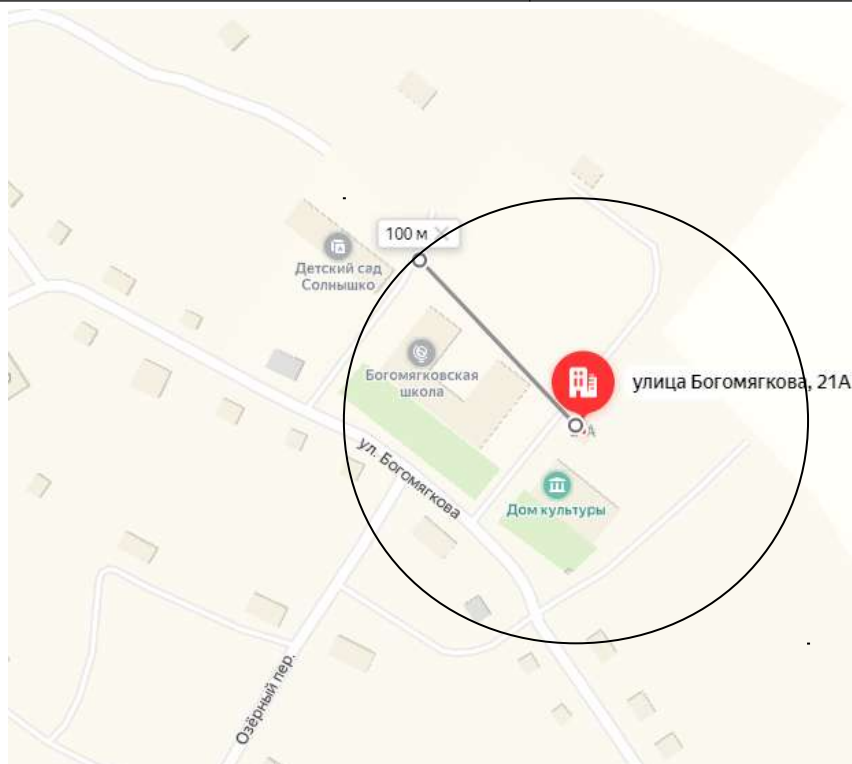 100 м
Детский сад
Солнышко
Богомягковская
школа
улица Богомягкова, 21А
ул. Богомягкова
Дом культуры
Озёрный пер.